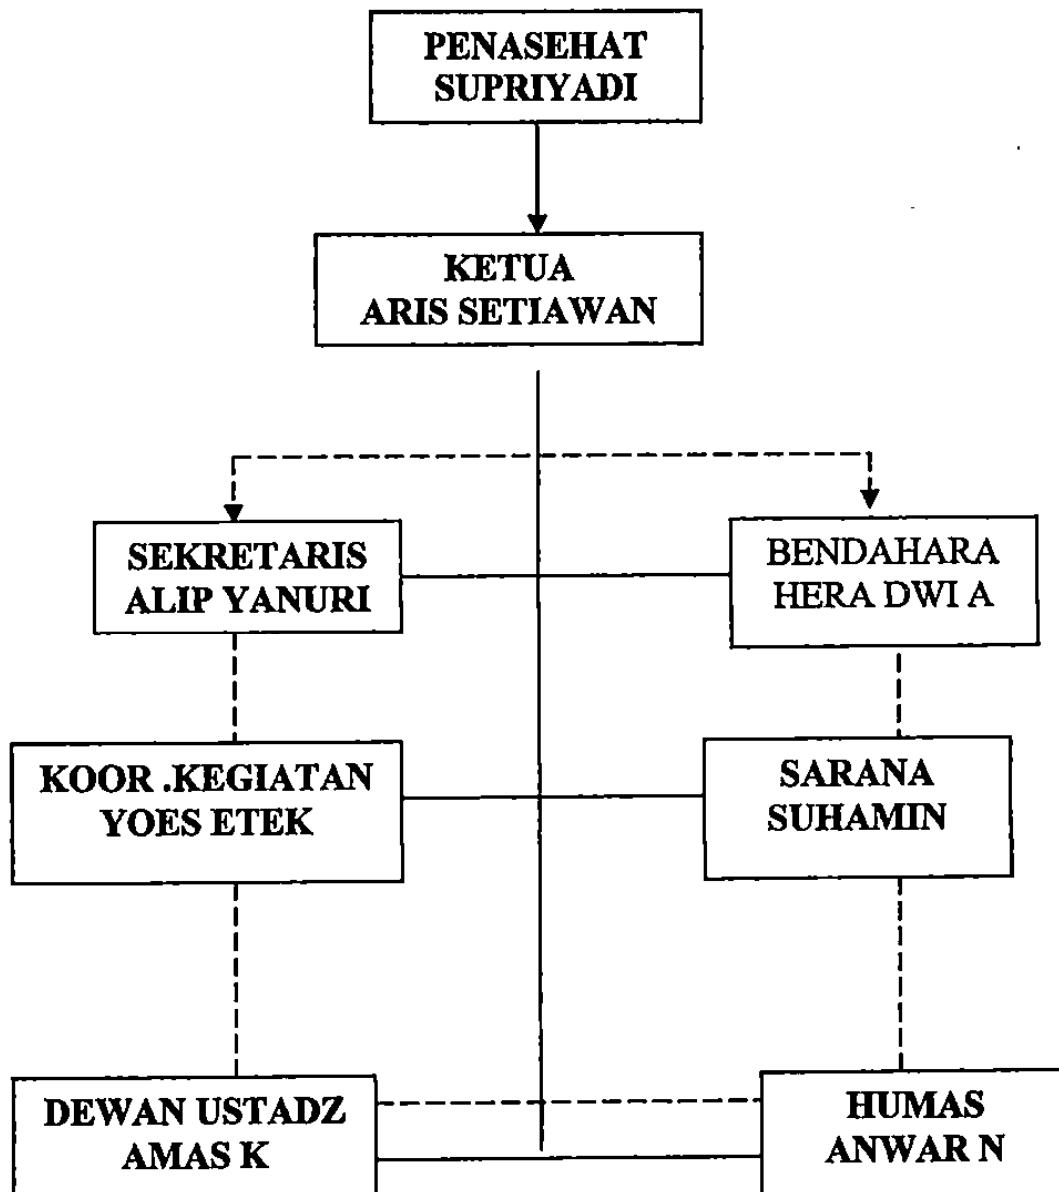 PENASEHAT
SUPRIYADI
KETUA
ARIS SETIAWAN
SEKRETARIS
ALIP YANURI
BENDAHARA
HERA DWI A
KOOR .KEGIATAN
YOES ETEK
SARANA
SUHAMIN
DEWAN USTADZ
AMAS K
HUMAS
ANWAR N